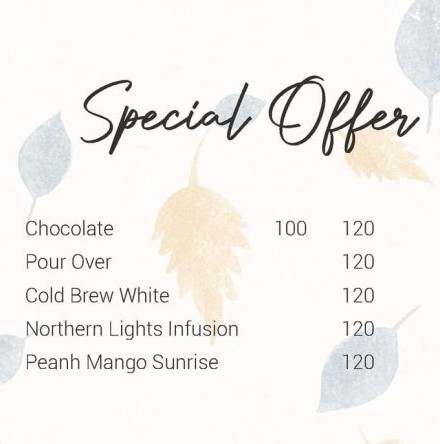 Special Offer
Chocolate 100 120
Pour Over 120
Cold Brew White 120
Northern Lights Infusion 120
Peanh Mango Sunrise 120